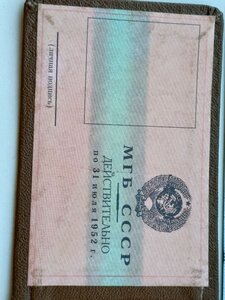 (личная подпись)
МГБ СССР
ДЕЙСТВИТЕЛЬНО
по 31 июля 1952 г.